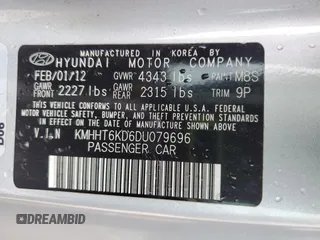 MANUFACTURED IN KOREA BY
HYUNDAI MOTOR COMPANY
FEB/01/12 GVWR 4343 lbs PAINT M8S
GAWR FRONT 2227 lbs GAWR REAR 2315 lbs TRIM 9P
THIS VEHICLE CONFORMS TO ALL APPLICABLE
U.S. FEDERAL MOTOR VEHICLE SAFETY, BUMPER,
AND THEFT PREVENTION STANDARDS IN EFFECT
ON THE DATE OF MANUFACTURE SHOWN ABOVE.
V.I.N KMHHT6KD6DU079696
PASSENGER CAR
D06
DREAMBID